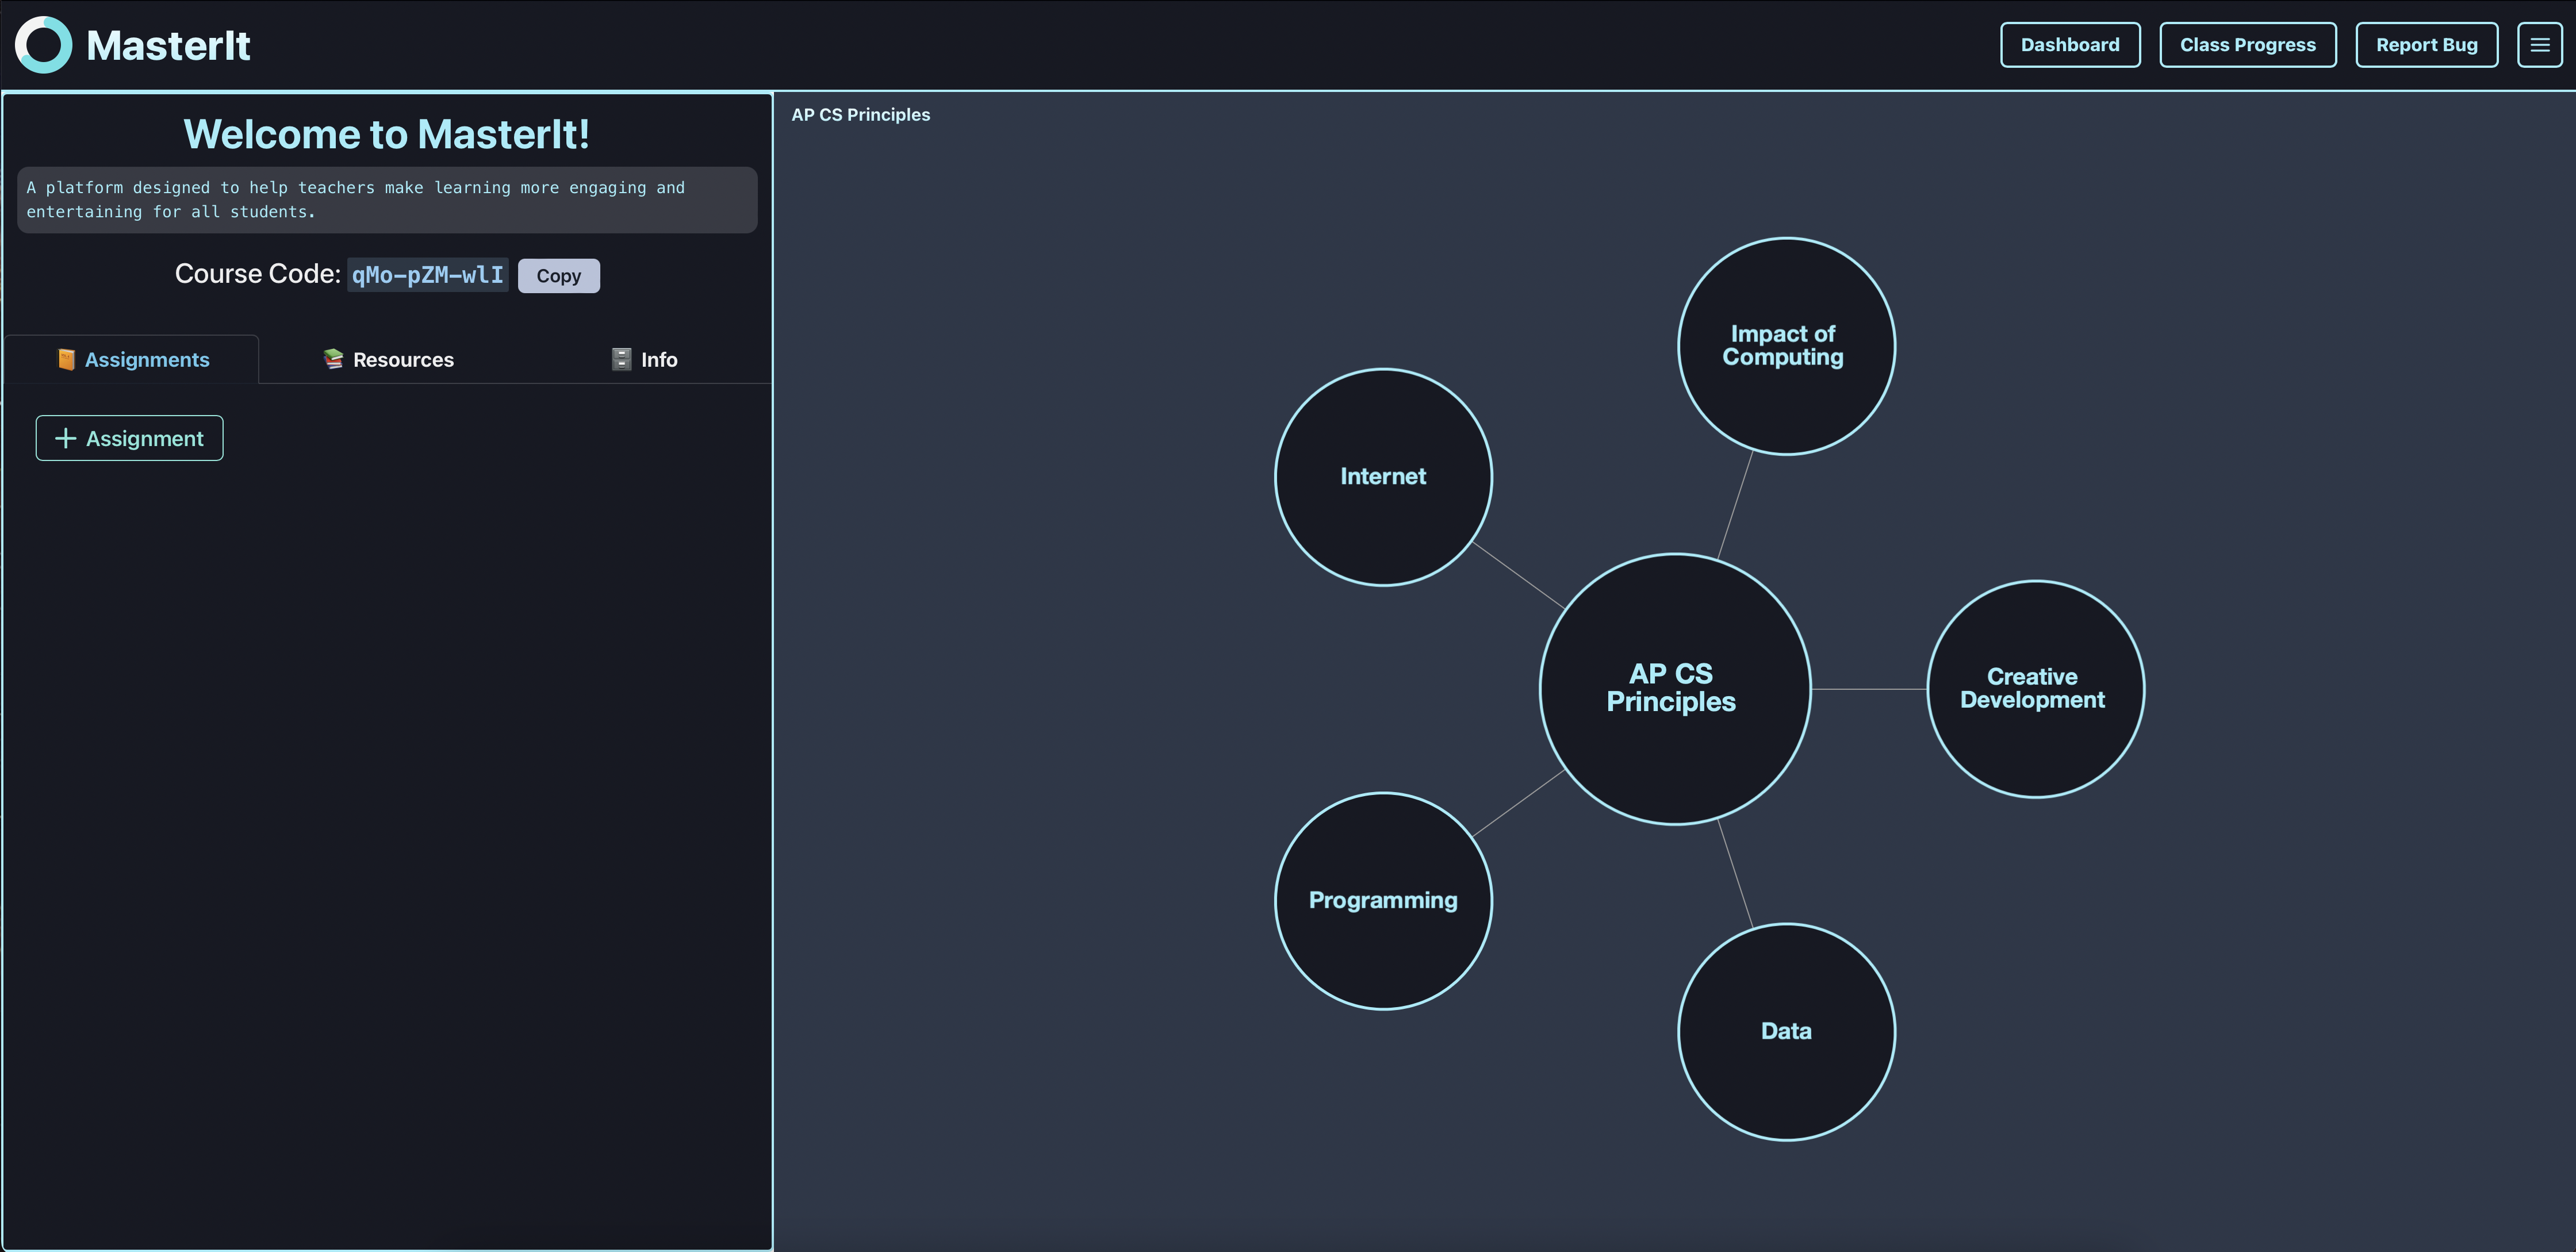 MasterIt
Dashboard
Class Progress
Report Bug
Welcome to MasterIt!
A platform designed to help teachers make learning more engaging and
entertaining for all students.
Course Code: qMo-pZM-wlI Copy
Assignments
Resources
Info
+ Assignment
AP CS Principles
Impact of
Computing
Internet
AP CS
Principles
Creative
Development
Programming
Data